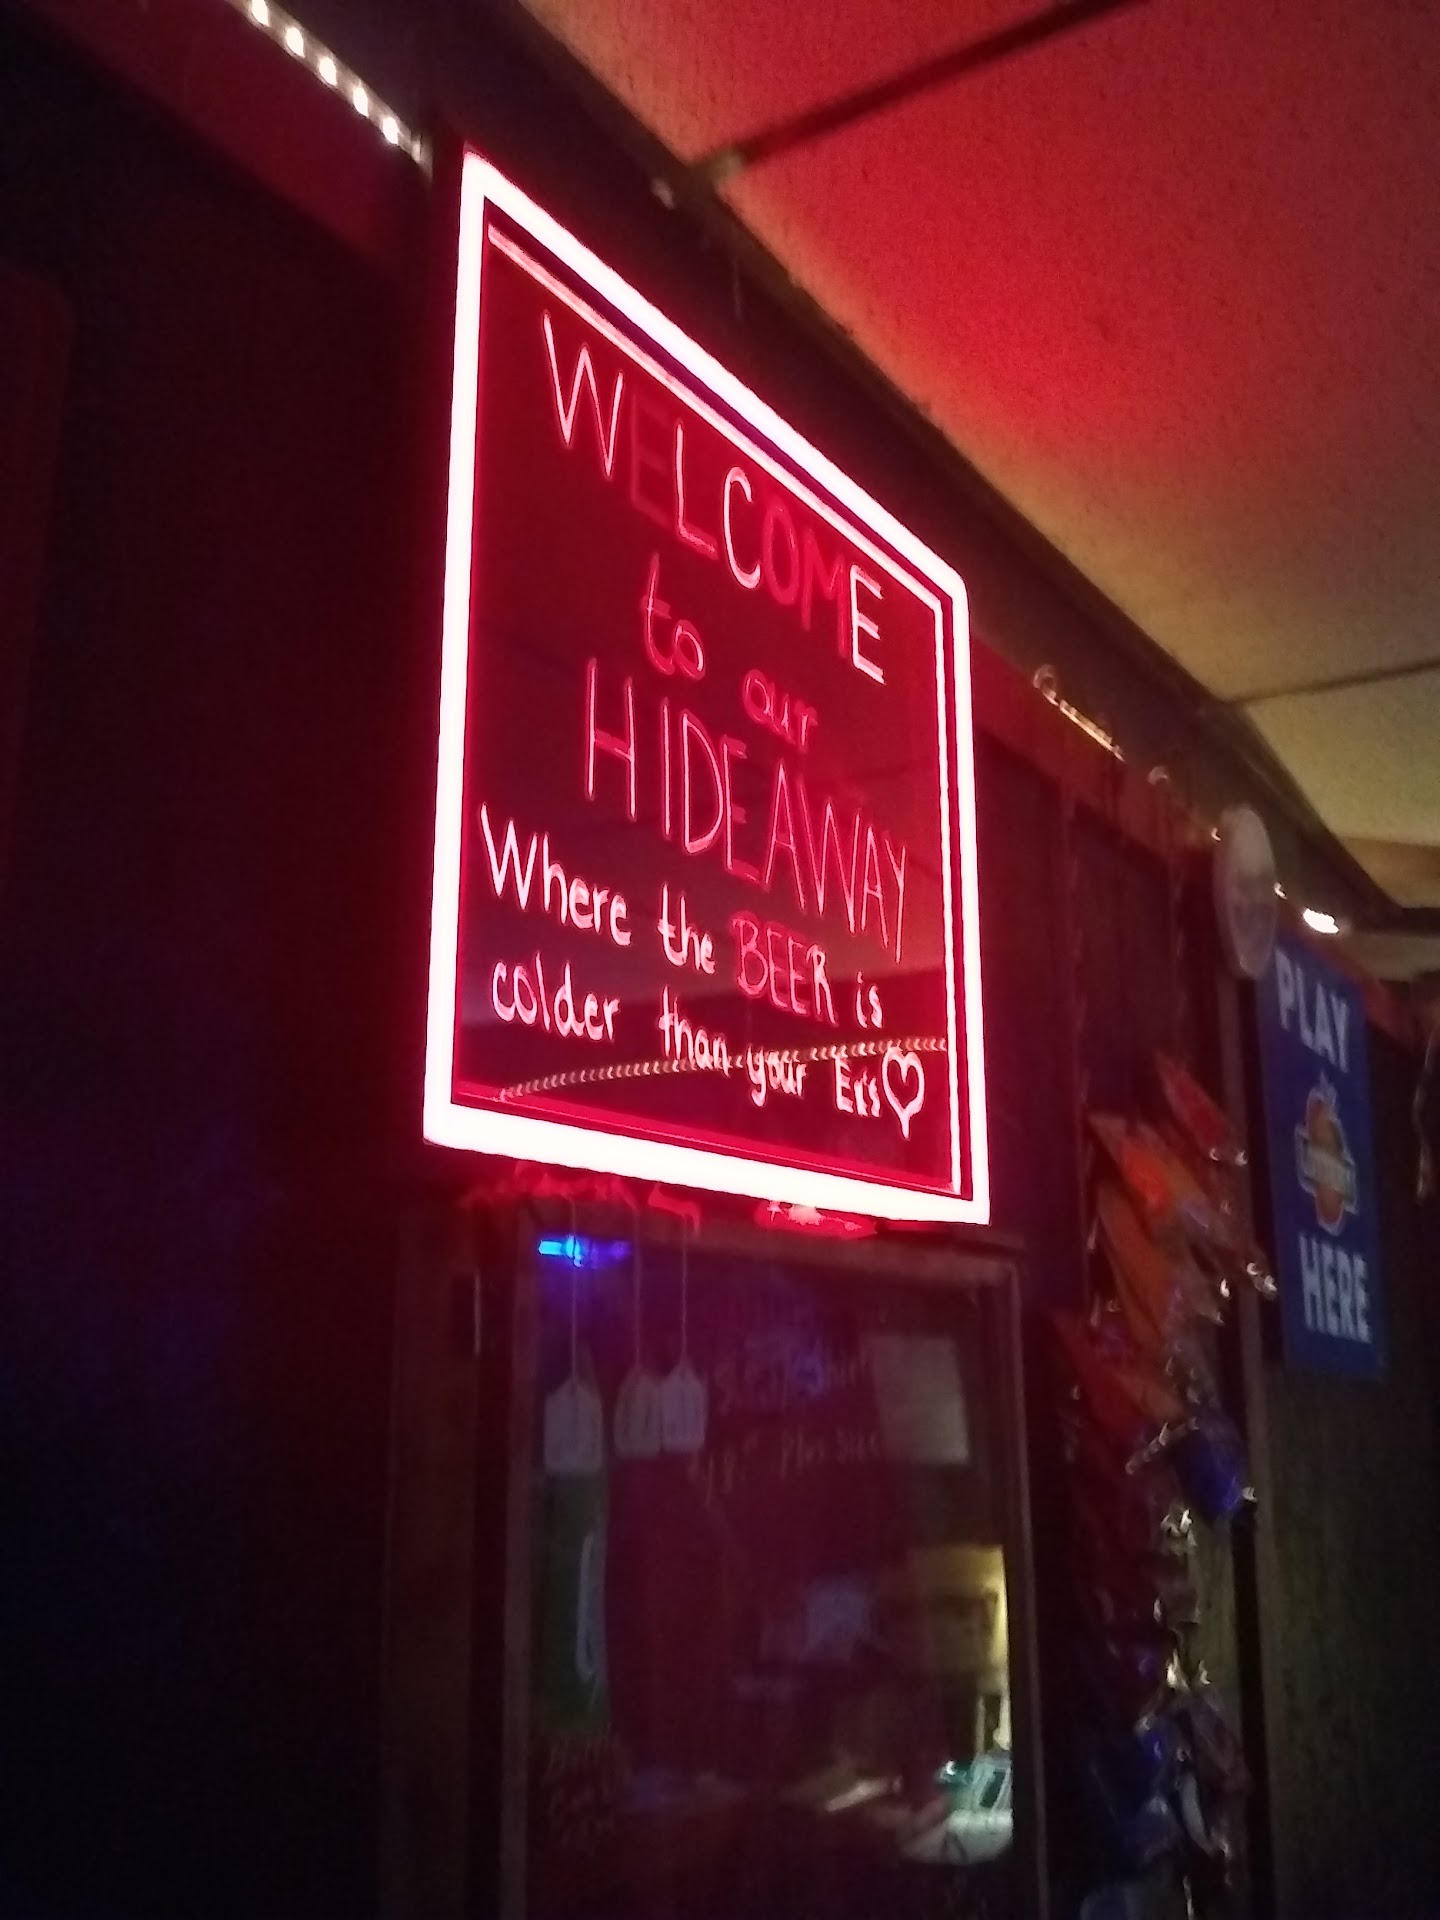 WELCOME
to our
HIDEAWAY
Where the BEER is
colder than your Ex's♡
PLAY
HERE